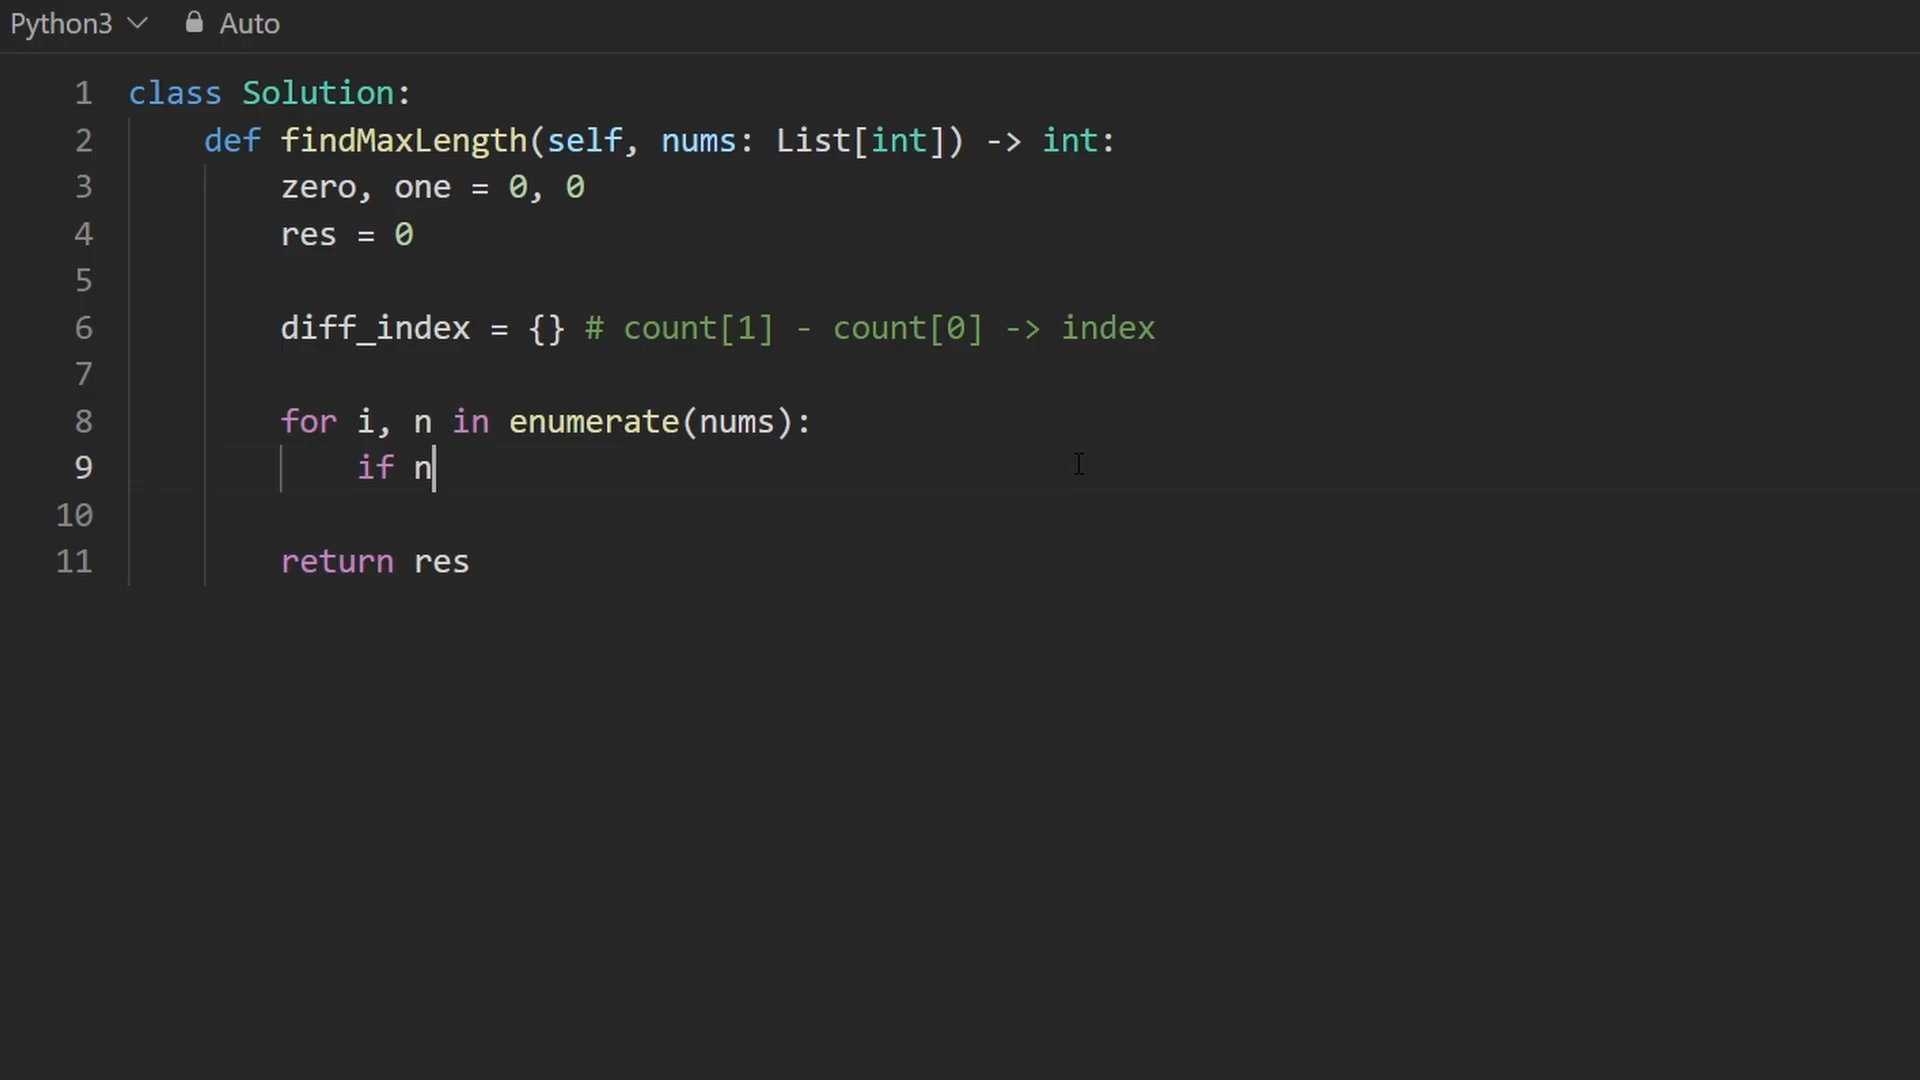 Python3 Auto
1 class Solution:
2 def findMaxLength(self, nums: List[int]) -> int:
3 zero, one = 0, 0
4 res = 0
5
6 diff_index = {} # count[1] - count[0] -> index
7
8 for i, n in enumerate(nums):
9 if n
10
11 return res